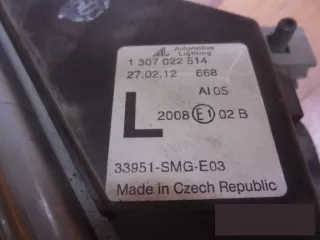 Automotive
Lighting
1 307 022 514
27.02.12 668
AI 05
L
2008 E1 02 B
33951-SMG-E03
Made in Czech Republic